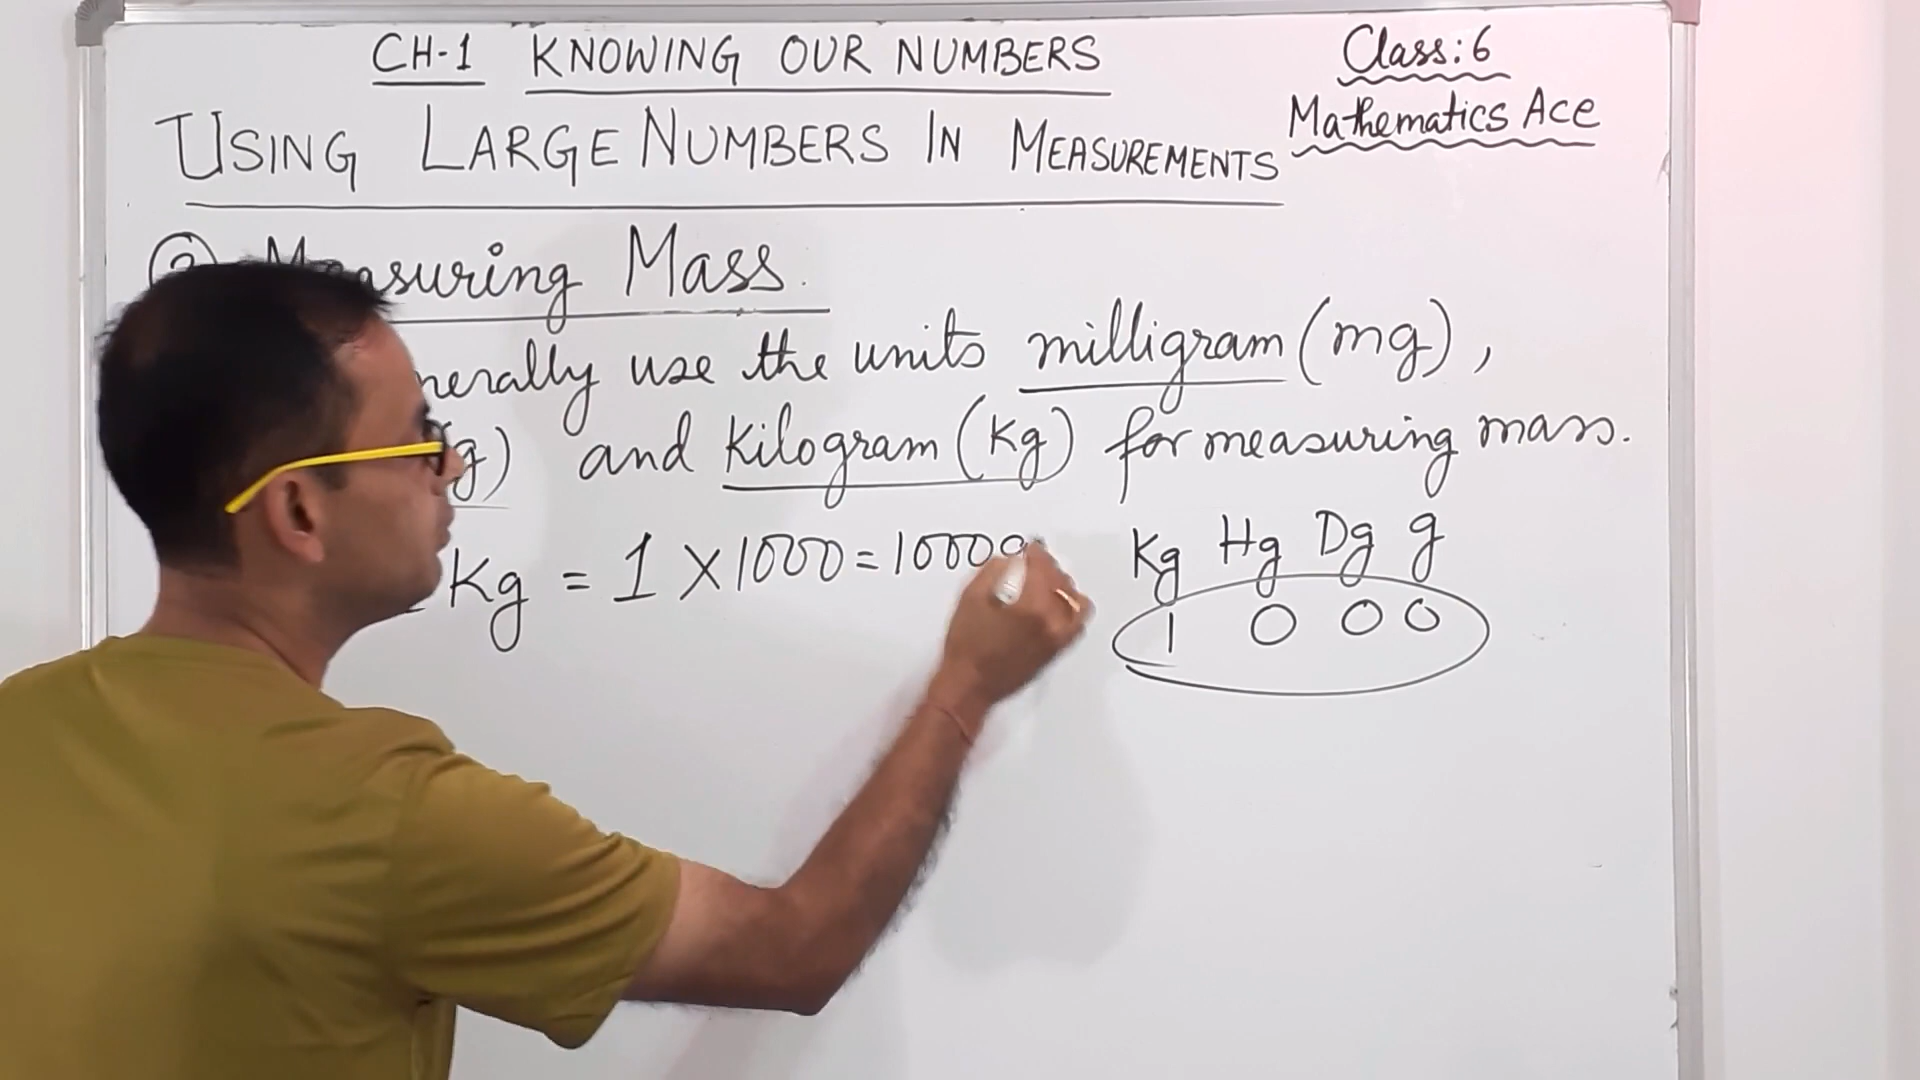 CH-1 KNOWING OUR NUMBERS
Class:6
Mathematics Ace
USING LARGE NUMBERS IN MEASUREMENTS
Measuring Mass.
use the units milligram (mg),
and Kilogram (Kg) for measuring mass.
Kg = 1 X 1000 = 1000g
Kg Hg Dg g
1 0 0 0